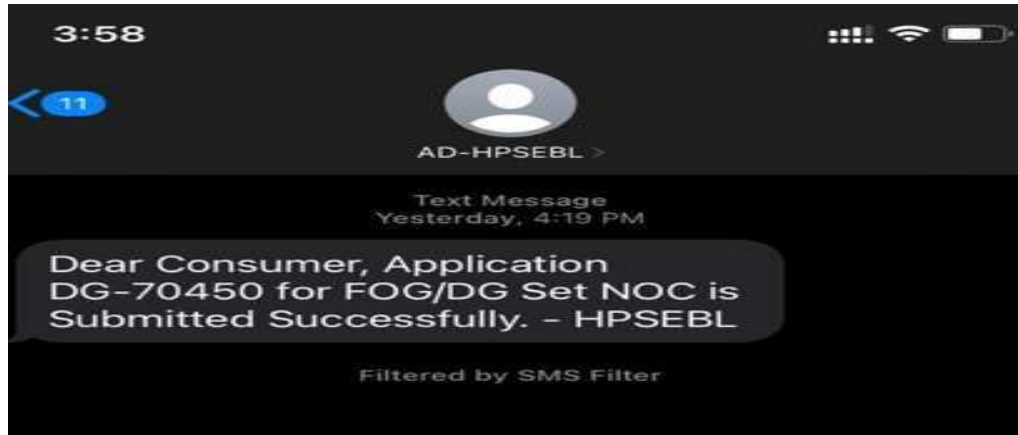 3:58
11
AD-HPSEBL >
Text Message
Yesterday, 4:19 PM
Dear Consumer, Application
DG-70450 for FOG/DG Set NOC is
Submitted Successfully. - HPSEBL
Filtered by SMS Filter